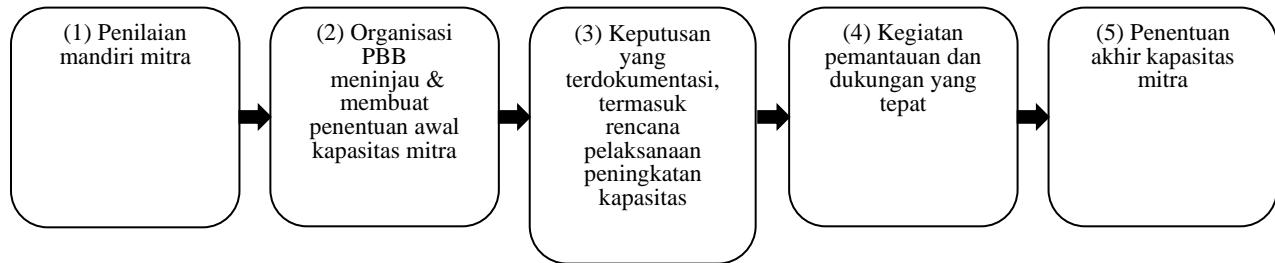 (1) Penilaian
mandiri mitra
(2) Organisasi
PBB
meninjau &
membuat
penentuan awal
kapasitas mitra
(3) Keputusan
yang
terdokumentasi,
termasuk
rencana
pelaksanaan
peningkatan
kapasitas
(4) Kegiatan
pemantauan dan
dukungan yang
tepat
(5) Penentuan
akhir kapasitas
mitra